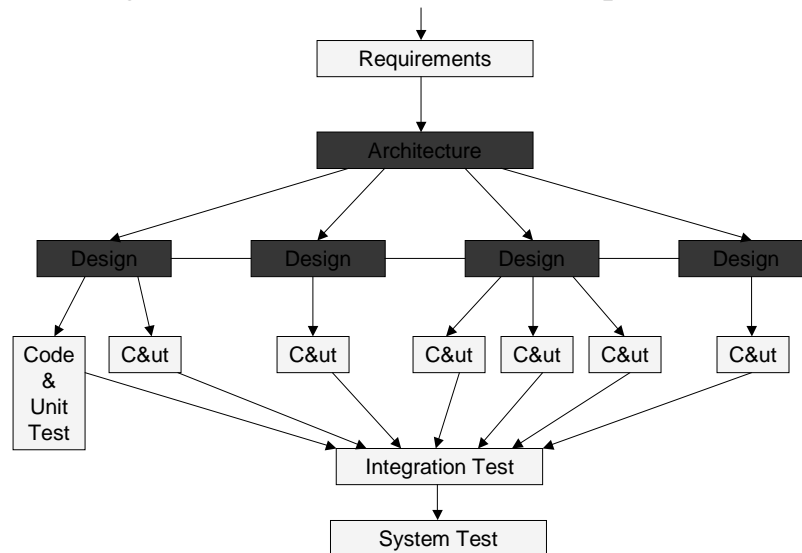 Requirements
Architecture
Design
Design
Design
Design
Code
&
Unit
Test
C&ut
C&ut
C&ut
C&ut
C&ut
C&ut
Integration Test
System Test